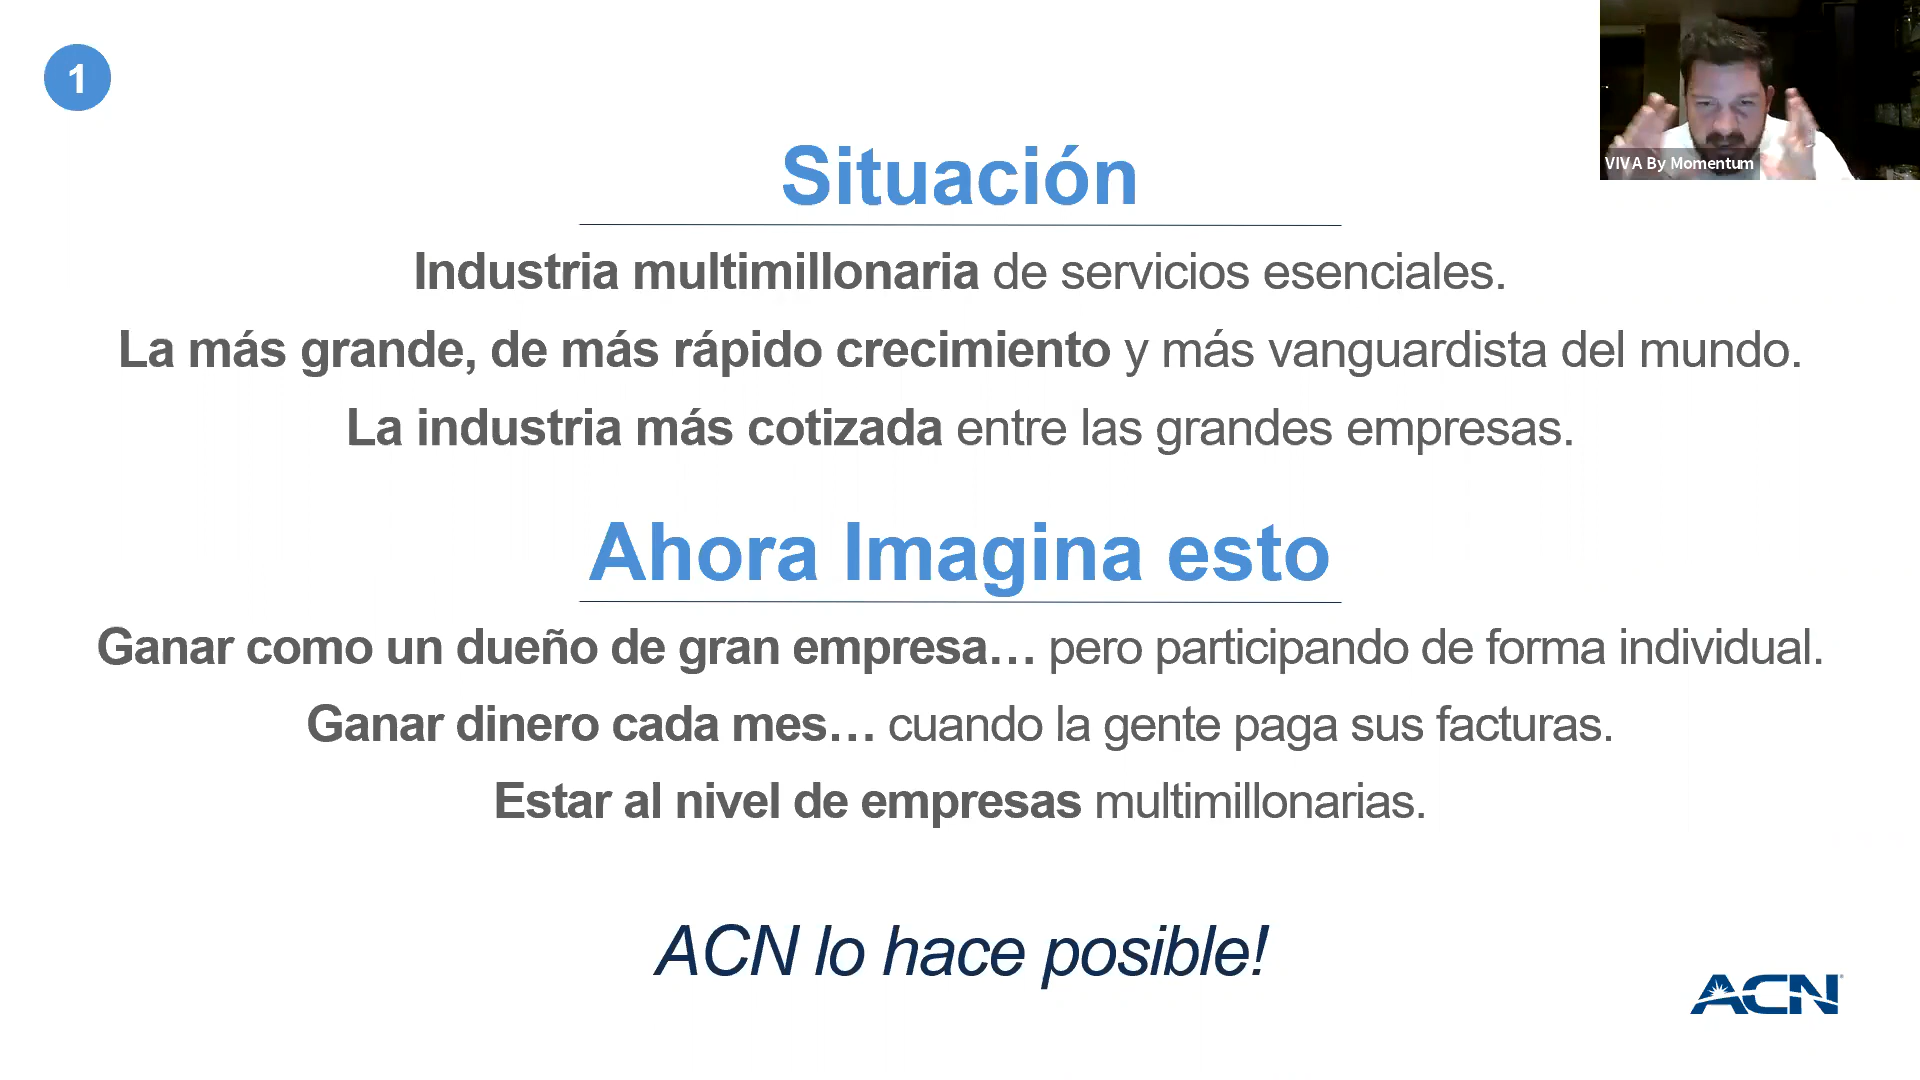 1
VIVA By Momentum
Situación
Industria multimillonaria de servicios esenciales.
La más grande, de más rápido crecimiento y más vanguardista del mundo.
La industria más cotizada entre las grandes empresas.
Ahora Imagina esto
Ganar como un dueño de gran empresa… pero participando de forma individual.
Ganar dinero cada mes… cuando la gente paga sus facturas.
Estar al nivel de empresas multimillonarias.
ACN lo hace posible!
ACN